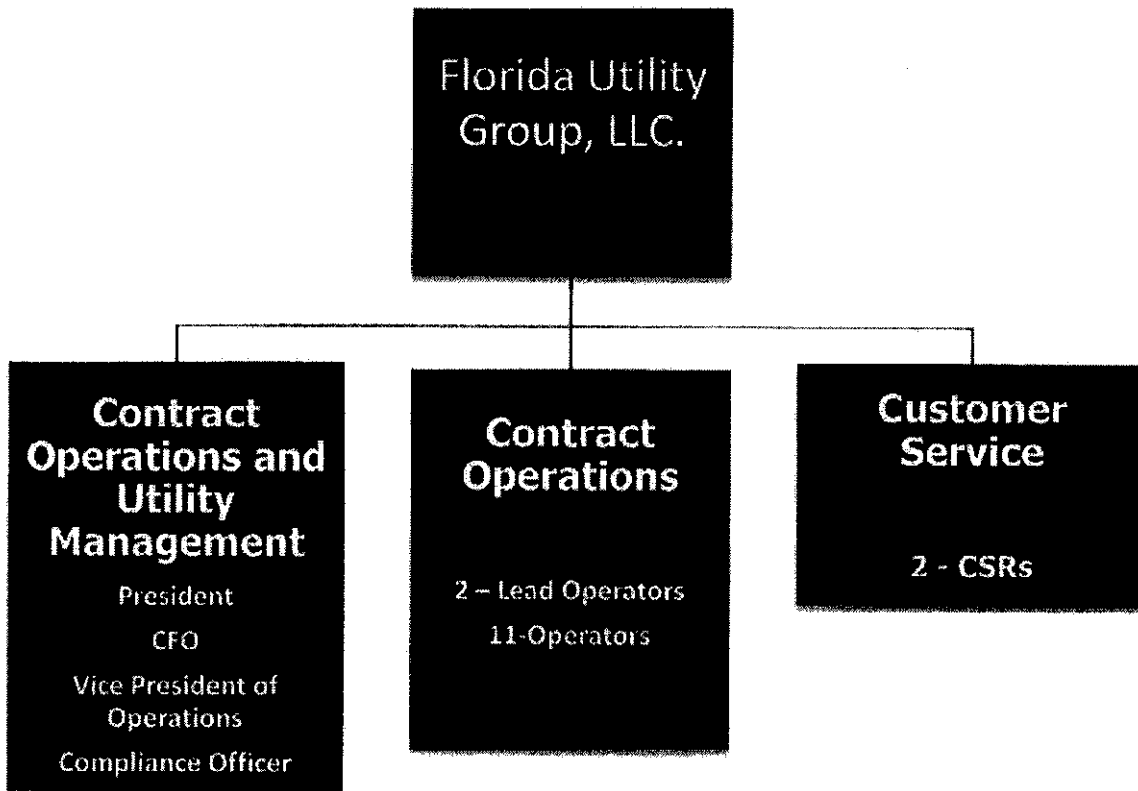 Florida Utility
Group, LLC.
Contract
Operations and
Utility
Management
President
CFO
Vice President of
Operations
Compliance Officer
Contract
Operations
2 – Lead Operators
11-Operators
Customer
Service
2 - CSRs